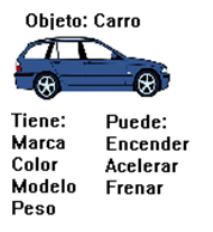 Objeto: Carro
Tiene:
Marca
Color
Modelo
Peso
Puede:
Encender
Acelerar
Frenar